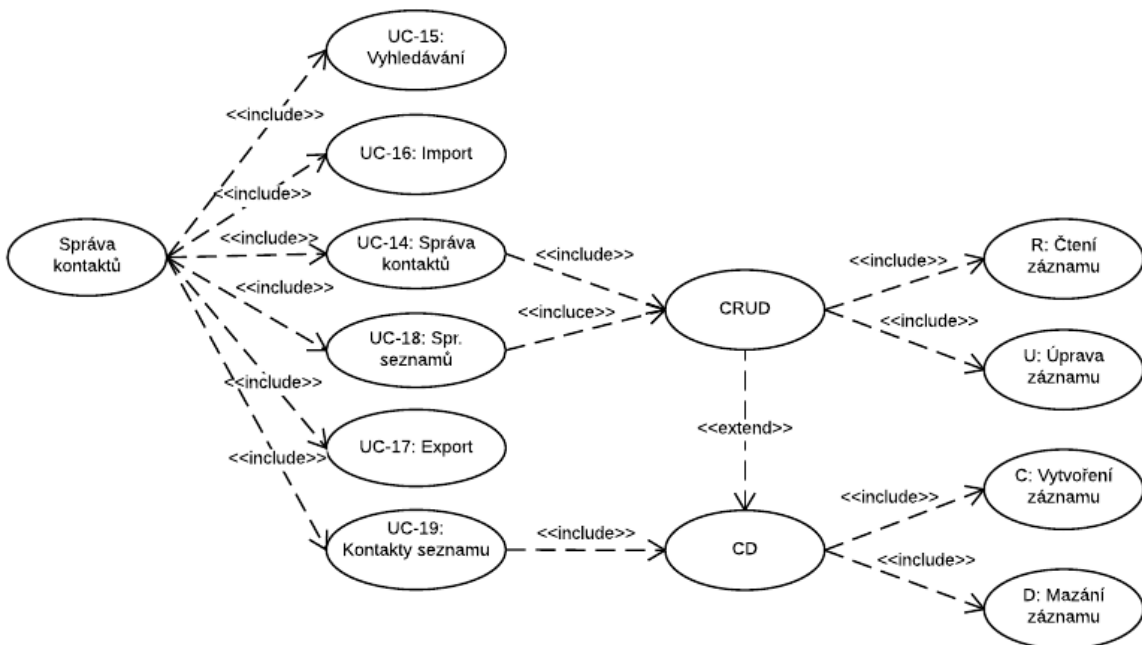 UC-15:
Vyhledávání
<<include>>
UC-16: Import
<<include>>
Správa
kontaktů
<<include>>
UC-14: Správa
kontaktů
<<include>>
CRUD
<<include>>
R: Čtení
záznamu
<<include>>
UC-18: Spr.
seznamů
<<incluce>>
<<include>>
U: Úprava
záznamu
<<include>>
UC-17: Export
<<extend>>
<<include>>
UC-19:
Kontakty seznamu
<<include>>
CD
<<include>>
C: Vytvoření
záznamu
<<include>>
D: Mazání
záznamu